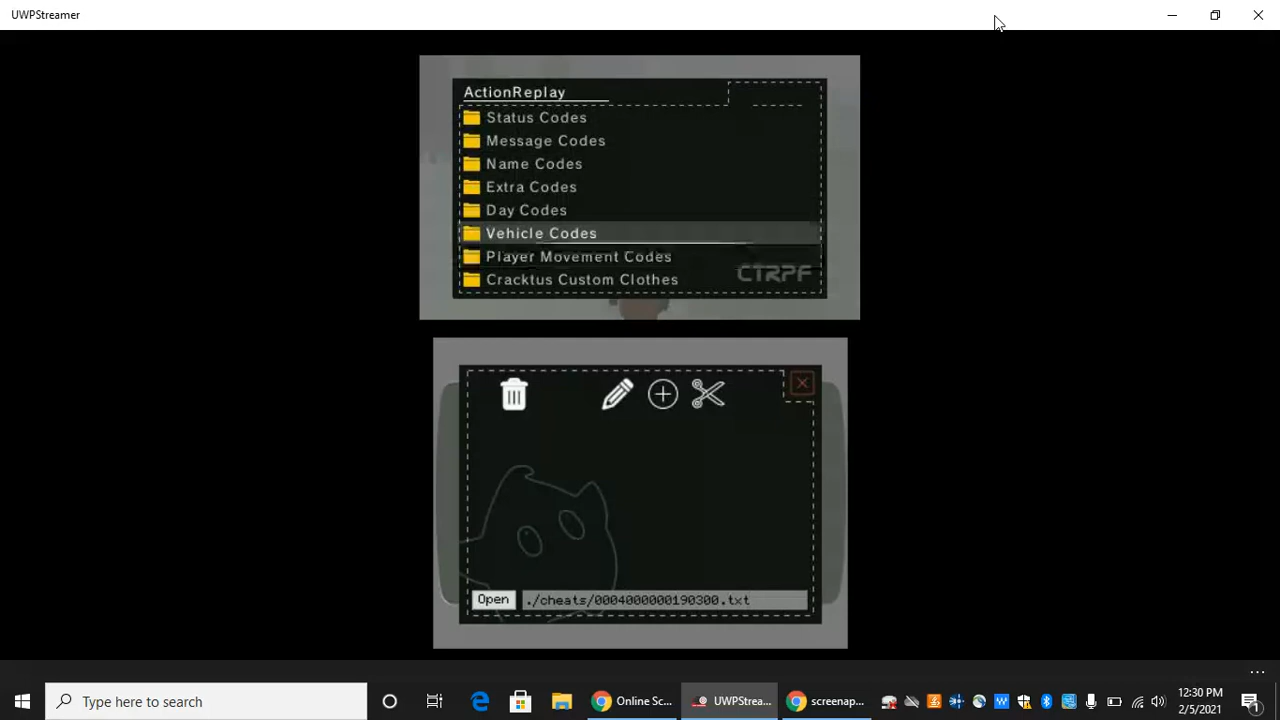 UWPStreamer
ActionReplay
Status Codes
Message Codes
Name Codes
Extra Codes
Day Codes
Vehicle Codes
Player Movement Codes
Cracktus Custom Clothes
CTRPF
Open ./cheats/0004000000190300.txt
Type here to search
Online Sc...
UWPStrea...
screenap...
12:30 PM
2/5/2021
1